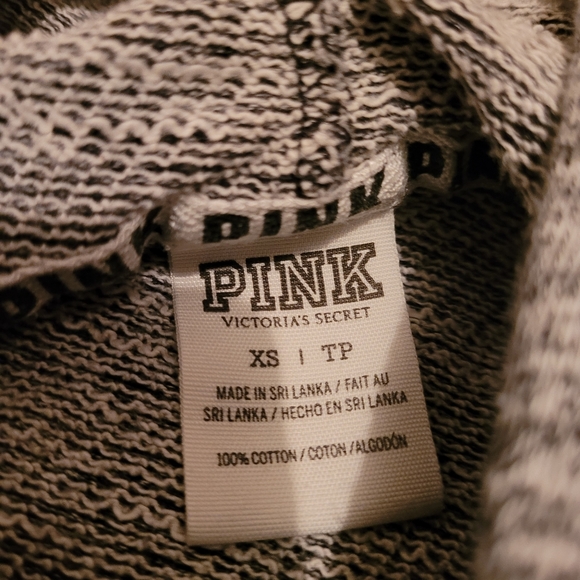 PINK
PINK
PINK
VICTORIA'S SECRET
XS | TP
MADE IN SRI LANKA / FAIT AU
SRI LANKA / HECHO EN SRI LANKA
100% COTTON / COTON / ALGODÓN